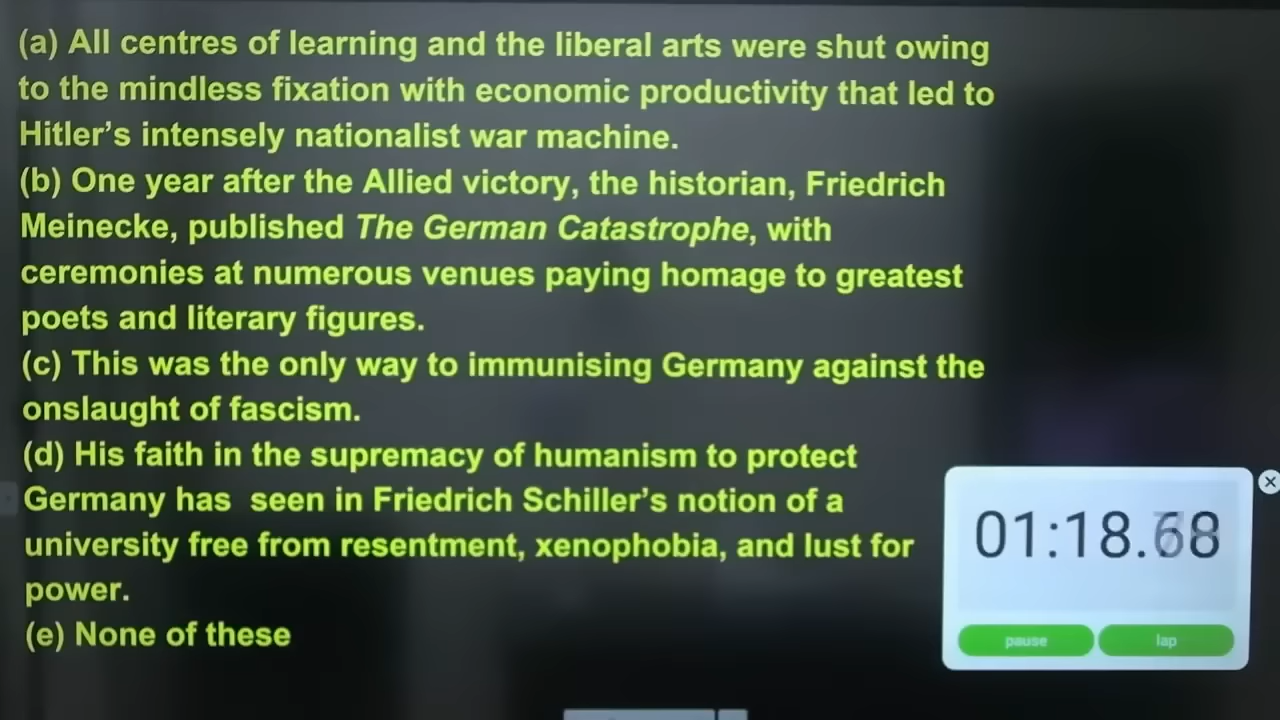 (a) All centres of learning and the liberal arts were shut owing
to the mindless fixation with economic productivity that led to
Hitler's intensely nationalist war machine.
(b) One year after the Allied victory, the historian, Friedrich
Meinecke, published The German Catastrophe, with
ceremonies at numerous venues paying homage to greatest
poets and literary figures.
(c) This was the only way to immunising Germany against the
onslaught of fascism.
(d) His faith in the supremacy of humanism to protect
Germany has seen in Friedrich Schiller's notion of a
university free from resentment, xenophobia, and lust for
power.
(e) None of these
01:18.68
pause lap